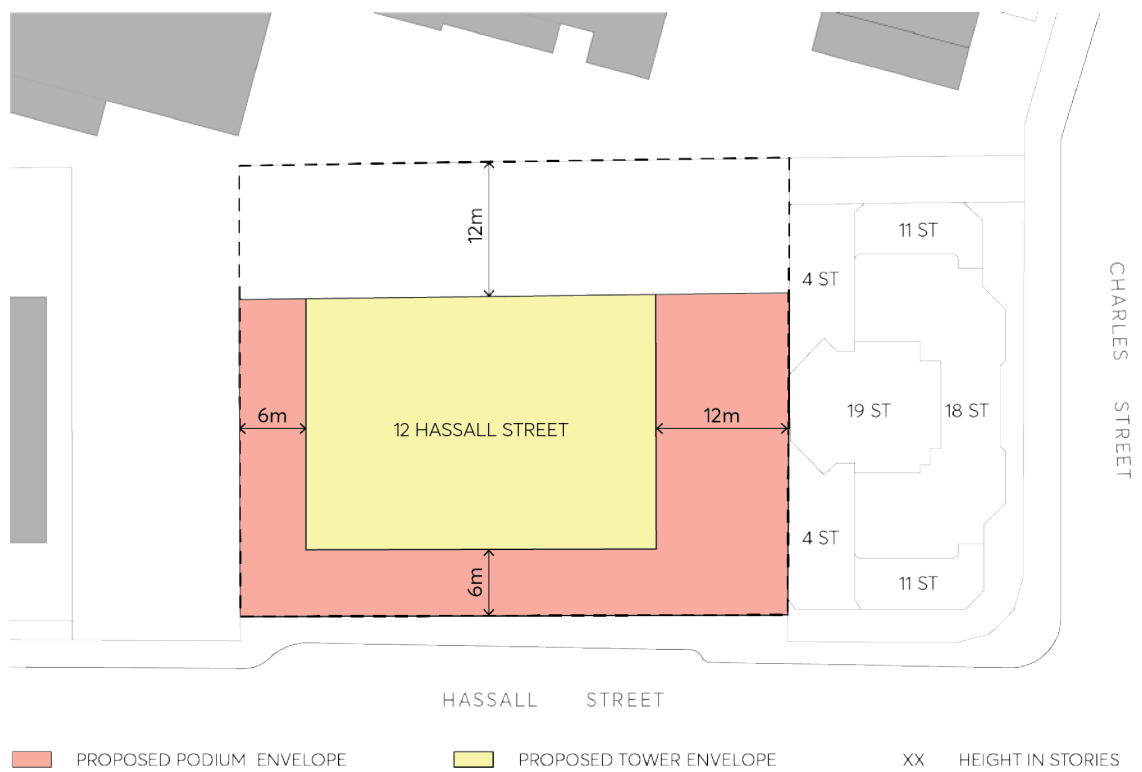 12m
11 ST
4 ST
CHARLES STREET
6m
12 HASSALL STREET
12m
19 ST
18 ST
4 ST
6m
11 ST
HASSALL STREET
PROPOSED PODIUM ENVELOPE
PROPOSED TOWER ENVELOPE
XX HEIGHT IN STORIES